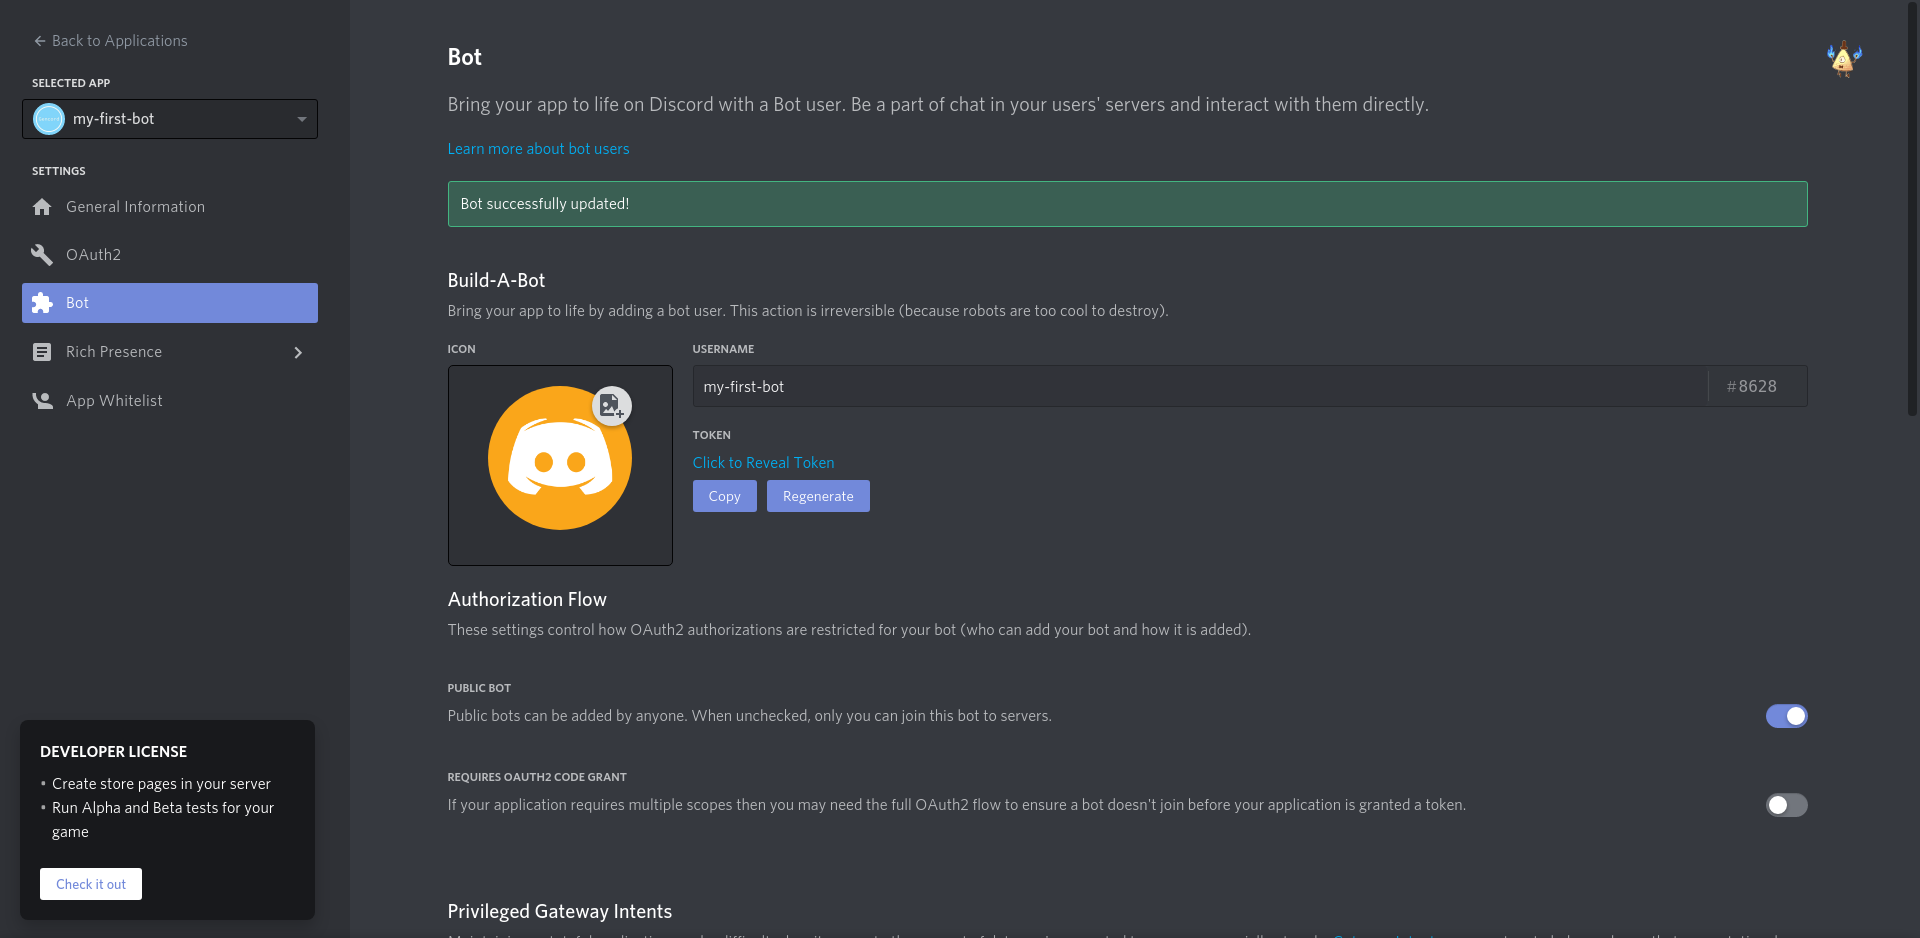 Back to Applications
SELECTED APP
my-first-bot
SETTINGS
General Information
OAuth2
Bot
Rich Presence
App Whitelist
DEVELOPER LICENSE
• Create store pages in your server
• Run Alpha and Beta tests for your
game
Check it out
Bot
Bring your app to life on Discord with a Bot user. Be a part of chat in your users' servers and interact with them directly.
Learn more about bot users
Bot successfully updated!
Build-A-Bot
Bring your app to life by adding a bot user. This action is irreversible (because robots are too cool to destroy).
ICON
USERNAME
my-first-bot #8628
TOKEN
Click to Reveal Token
Copy Regenerate
Authorization Flow
These settings control how OAuth2 authorizations are restricted for your bot (who can add your bot and how it is added).
PUBLIC BOT
Public bots can be added by anyone. When unchecked, only you can join this bot to servers.
REQUIRES OAUTH2 CODE GRANT
If your application requires multiple scopes then you may need the full OAuth2 flow to ensure a bot doesn't join before your application is granted a token.
Privileged Gateway Intents